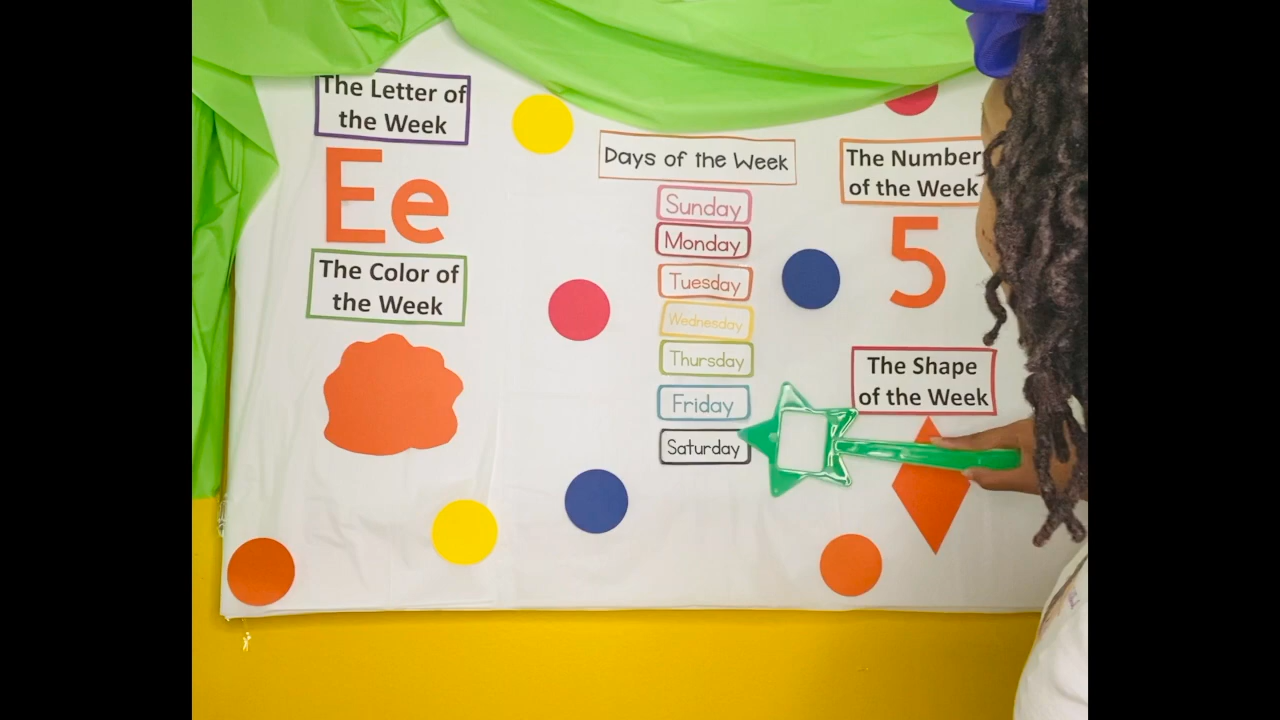 The Letter of
the Week
Ee
The Color of
the Week
Days of the Week
Sunday
Monday
Tuesday
Wednesday
Thursday
Friday
Saturday
The Number
of the Week
5
The Shape
of the Week